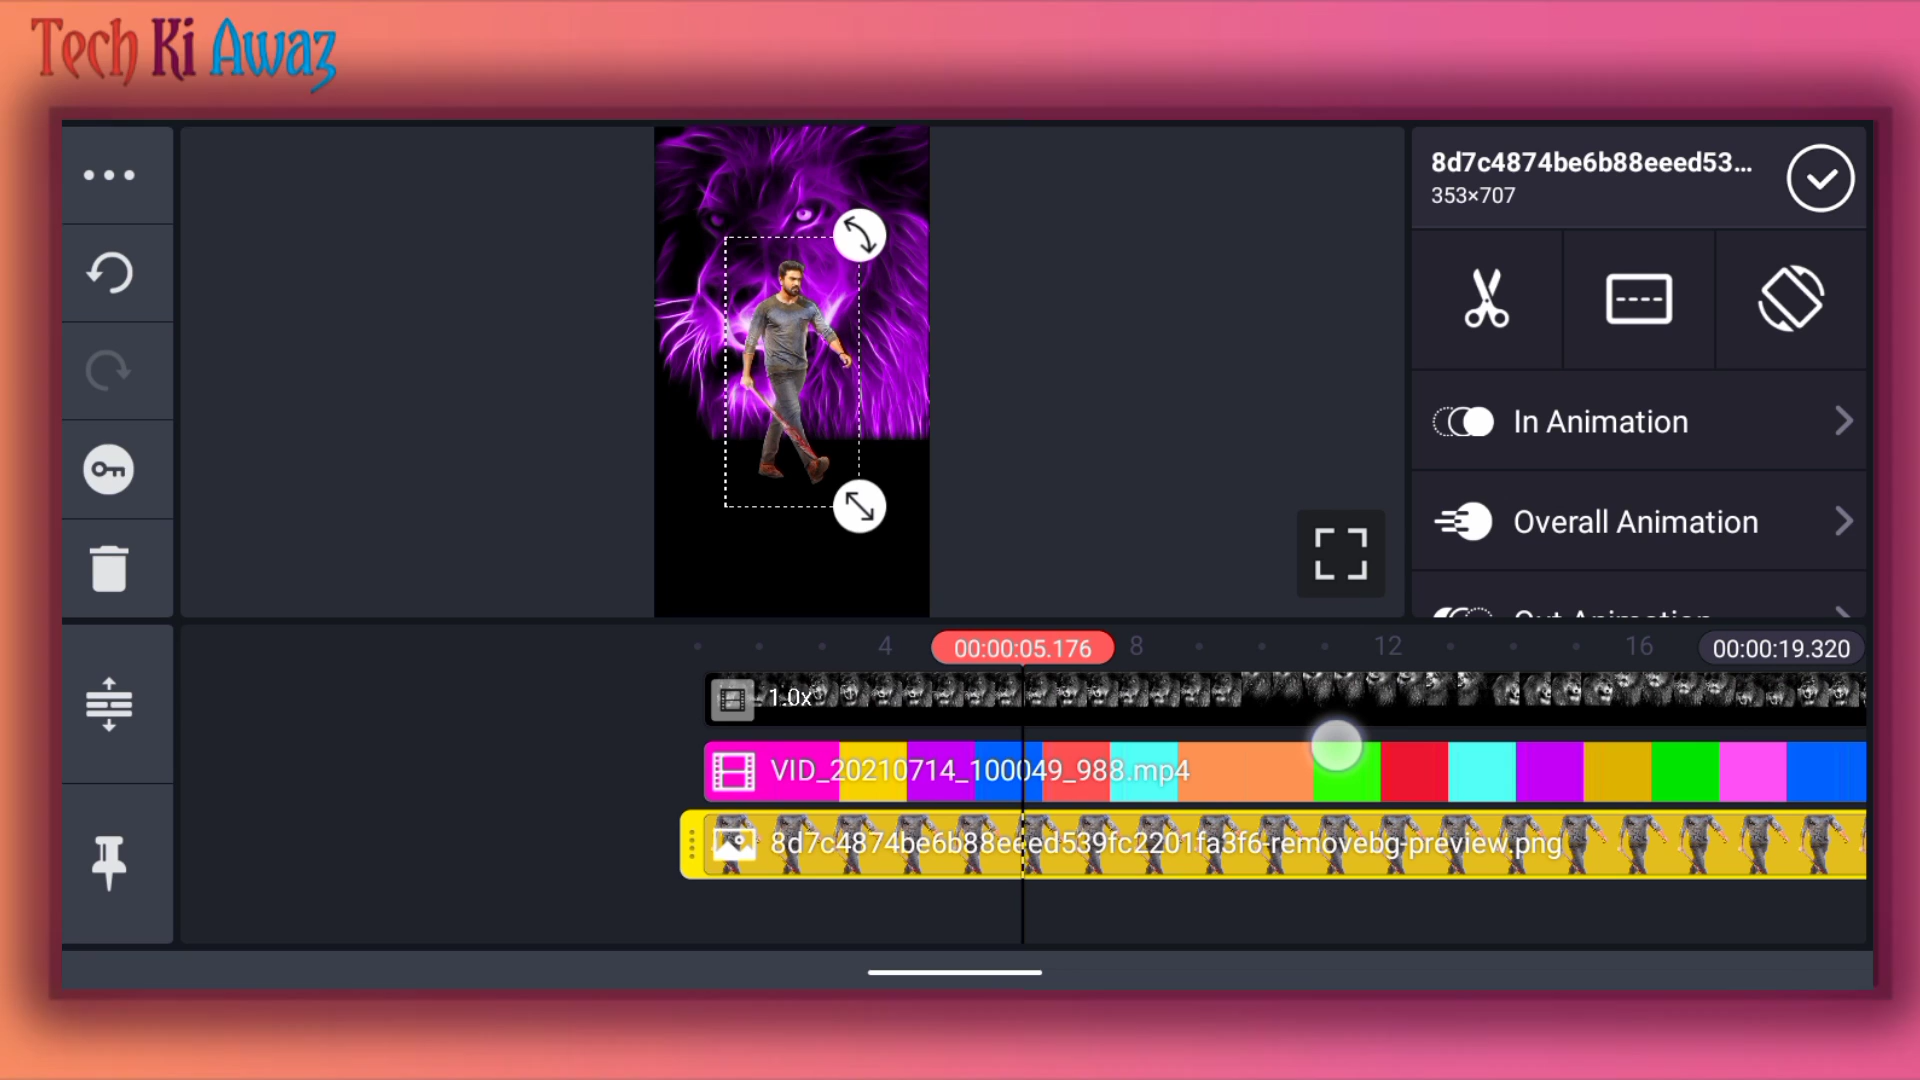 Tech Ki Awaz
8d7c4874be6b88eeed53...
353×707
In Animation
Overall Animation
Out Animation
4
00:00:05.176
8
12
16
00:00:19.320
1.0x
VID_20210714_100049_988.mp4
8d7c4874be6b88eeed539fc2201fa3f6-removebg-preview.png